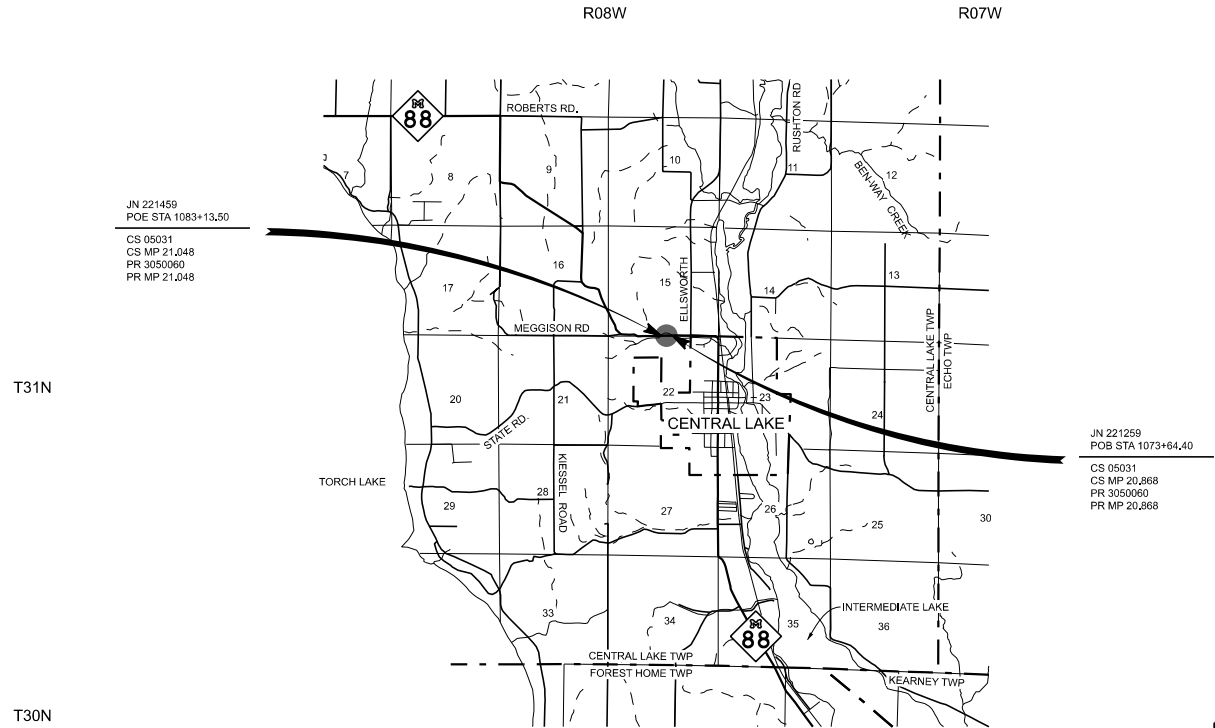 R08W
R07W
M
88
ROBERTS RD.
RUSHTON RD
7
8
9
10
11
12
BEN-WAY CREEK
JN 221459
POE STA 1083+13.50
CS 05031
CS MP 21.048
PR 3050060
PR MP 21.048
17
16
15
ELLSWORTH
14
13
MEGGISON RD
CENTRAL LAKE TWP
ECHO TWP
T31N
20
21
22
23
24
STATE RD.
CENTRAL LAKE
JN 221259
POB STA 1073+64.40
CS 05031
CS MP 20.868
PR 3050060
PR MP 20.868
TORCH LAKE
KIESSEL ROAD
29
28
27
26
25
30
33
34
35
36
INTERMEDIATE LAKE
M
88
CENTRAL LAKE TWP
FOREST HOME TWP
KEARNEY TWP
T30N